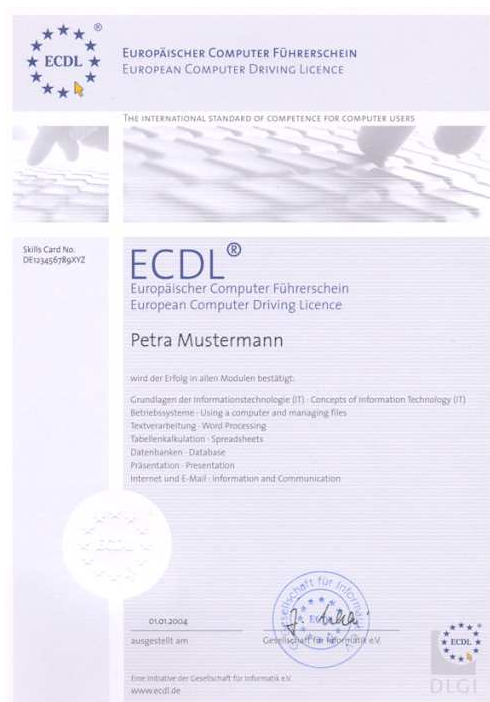 ECDL ®
EUROPÄISCHER COMPUTER FÜHRERSCHEIN
EUROPEAN COMPUTER DRIVING LICENCE
THE INTERNATIONAL STANDARD OF COMPETENCE FOR COMPUTER USERS
Skills Card No.
DE123456789XYZ
ECDL®
Europäischer Computer Führerschein
European Computer Driving Licence
Petra Mustermann
wird der Erfolg in allen Modulen bestätigt:
Grundlagen der Informationstechnologie (IT) · Concepts of Information Technology (IT)
Betriebssysteme · Using a computer and managing files
Textverarbeitung · Word Processing
Tabellenkalkulation · Spreadsheets
Datenbanken · Database
Präsentation · Presentation
Internet und E-Mail · Information and Communication
ECDL
01.01.2004
ausgestellt am
Gesellschaft für Informatik e.V.
ECDL
DLGI
Eine Initiative der Gesellschaft für Informatik e.V.
www.ecdl.de